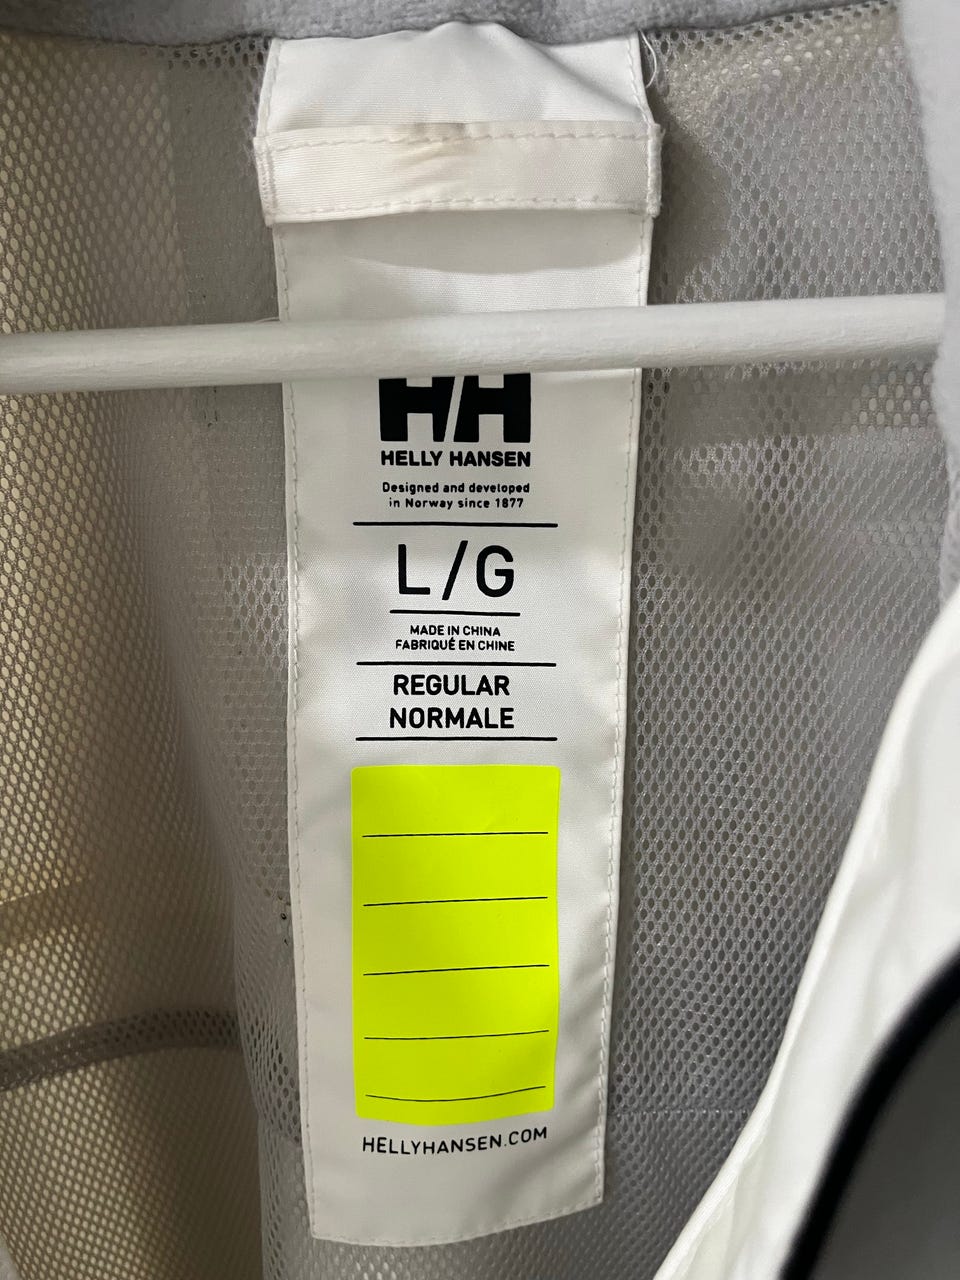 HH
HELLY HANSEN
Designed and developed
in Norway since 1877
L/G
MADE IN CHINA
FABRIQUÉ EN CHINE
REGULAR
NORMALE
HELLYHANSEN.COM